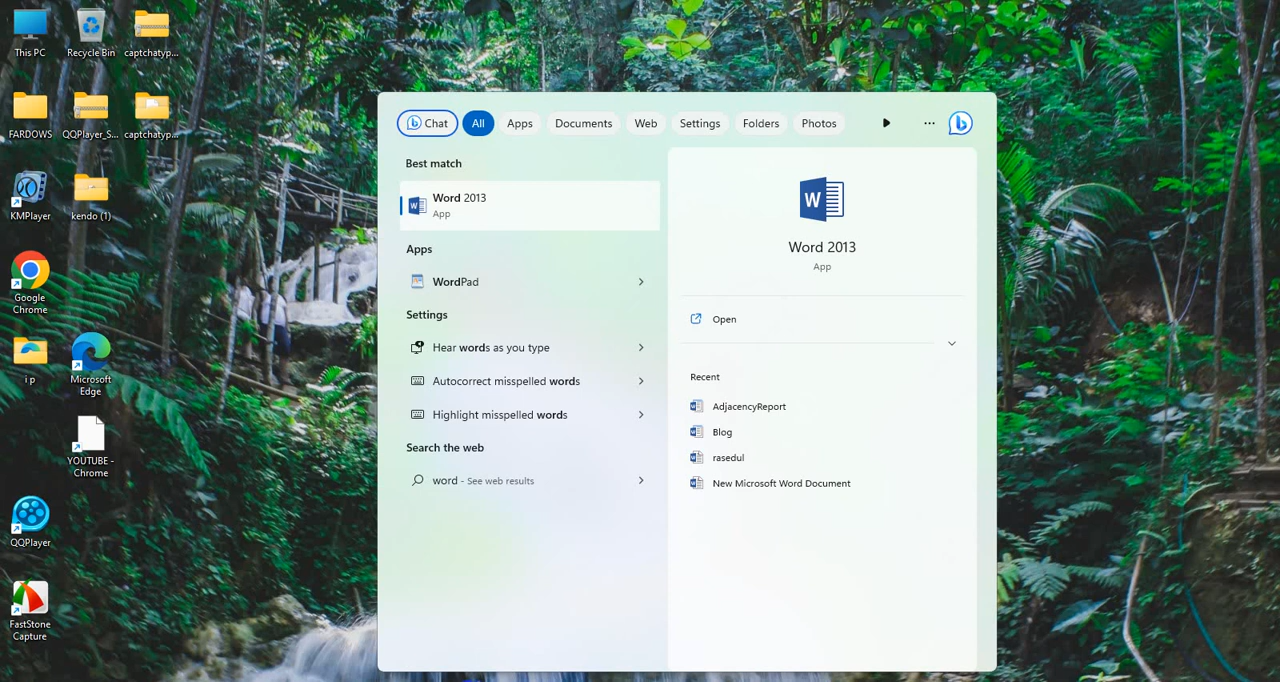 This PC
Recycle Bin
captchatyp...
FARDOWS
QQPlayer_S...
captchatyp...
KMPlayer
kendo (1)
Google
Chrome
i p
Microsoft
Edge
YOUTUBE -
Chrome
QQPlayer
FastStone
Capture
Chat
All
Apps
Documents
Web
Settings
Folders
Photos
Best match
Word 2013
App
Apps
WordPad
Settings
Hear words as you type
Autocorrect misspelled words
Highlight misspelled words
Search the web
word - See web results
Word 2013
App
Open
Recent
AdjacencyReport
Blog
rasedul
New Microsoft Word Document